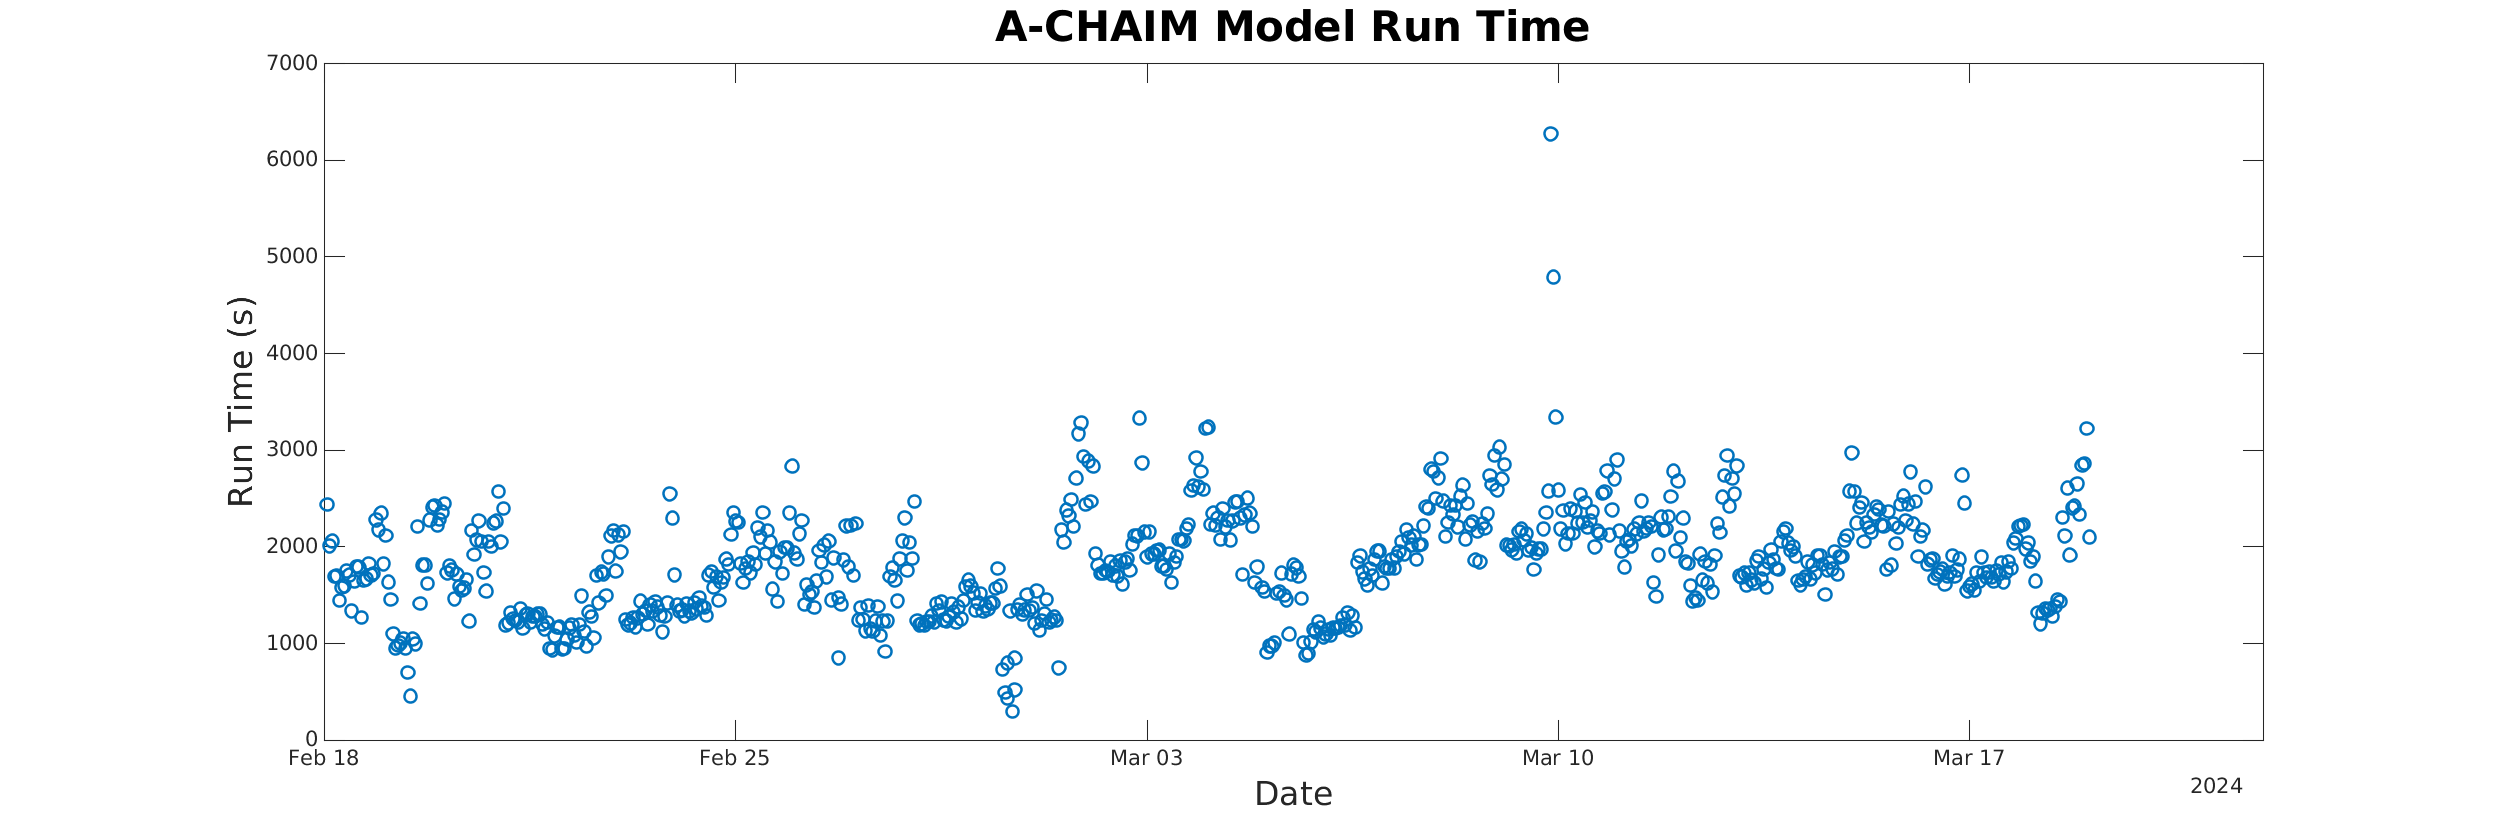 A-CHAIM Model Run Time
7000
6000
5000
4000
3000
2000
1000
0
Run Time (s)
Feb 18
Feb 25
Mar 03
Mar 10
Mar 17
2024
Date